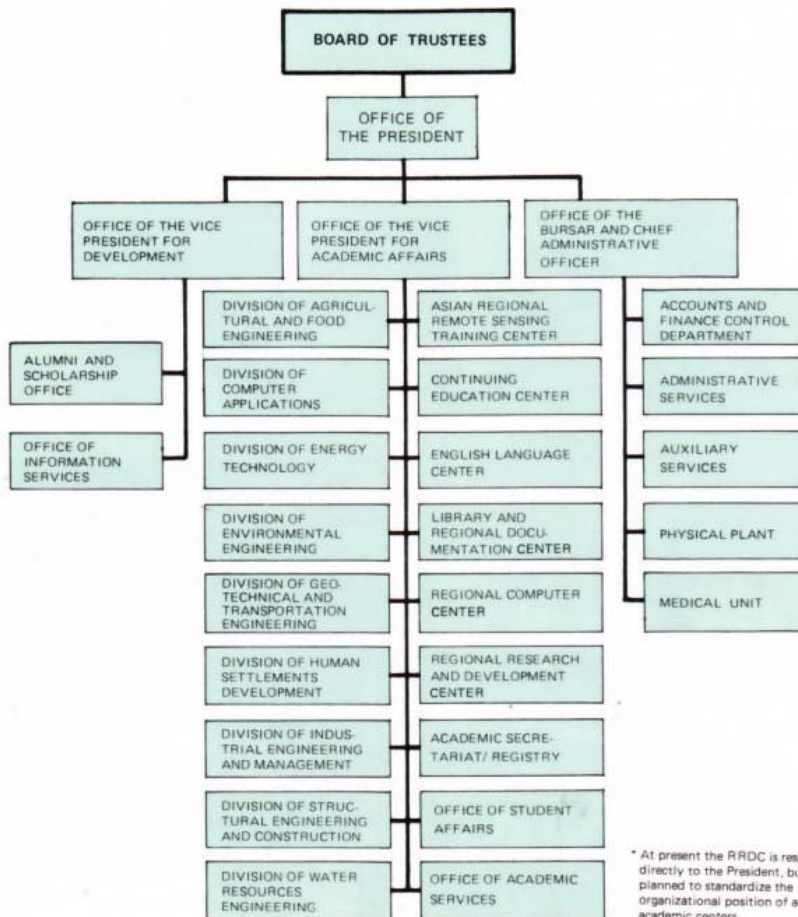 BOARD OF TRUSTEES
OFFICE OF
THE PRESIDENT
OFFICE OF THE VICE
PRESIDENT FOR
DEVELOPMENT
OFFICE OF THE VICE
PRESIDENT FOR
ACADEMIC AFFAIRS
OFFICE OF THE
BURSAR AND CHIEF
ADMINISTRATIVE
OFFICER
ALUMNI AND
SCHOLARSHIP
OFFICE
OFFICE OF
INFORMATION
SERVICES
DIVISION OF AGRICUL-
TURAL AND FOOD
ENGINEERING
DIVISION OF
COMPUTER
APPLICATIONS
DIVISION OF ENERGY
TECHNOLOGY
DIVISION OF
ENVIRONMENTAL
ENGINEERING
DIVISION OF GEO-
TECHNICAL AND
TRANSPORTATION
ENGINEERING
DIVISION OF HUMAN
SETTLEMENTS
DEVELOPMENT
DIVISION OF INDUS-
TRIAL ENGINEERING
AND MANAGEMENT
DIVISION OF STRUC-
TURAL ENGINEERING
AND CONSTRUCTION
DIVISION OF WATER
RESOURCES
ENGINEERING
ASIAN REGIONAL
REMOTE SENSING
TRAINING CENTER
CONTINUING
EDUCATION CENTER
ENGLISH LANGUAGE
CENTER
LIBRARY AND
REGIONAL DOCU-
MENTATION CENTER
REGIONAL COMPUTER
CENTER
REGIONAL RESEARCH
AND DEVELOPMENT
CENTER
ACADEMIC SECRE-
TARIAT/ REGISTRY
OFFICE OF STUDENT
AFFAIRS
OFFICE OF ACADEMIC
SERVICES
ACCOUNTS AND
FINANCE CONTROL
DEPARTMENT
ADMINISTRATIVE
SERVICES
AUXILIARY
SERVICES
PHYSICAL PLANT
MEDICAL UNIT
* At present the RRDC is
directly to the President,
planned to standardize the
organizational position of
academic centers